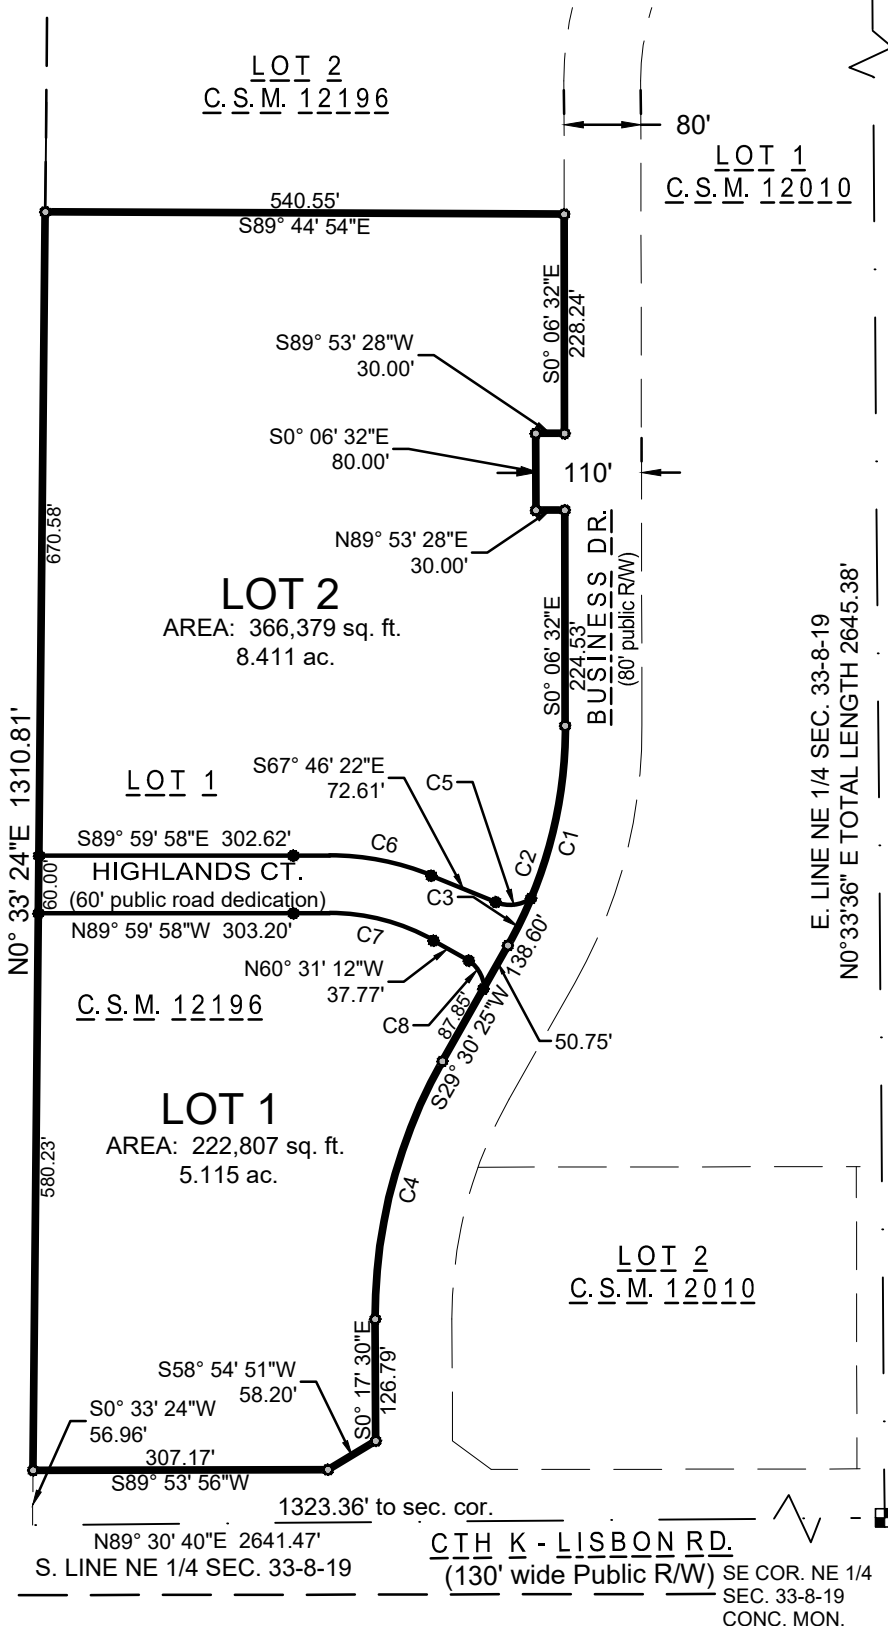 LOT 2
C.S.M. 12196
80'
LOT 1
C.S.M. 12010
540.55'
S89° 44' 54"E
S0° 06' 32"E
228.24'
S89° 53' 28"W
30.00'
S0° 06' 32"E
80.00'
110'
N89° 53' 28"E
30.00'
670.58'
LOT 2
AREA: 366,379 sq. ft.
8.411 ac.
S0° 06' 32"E
224.53'
BUSINESS DR.
(80' public R/W)
E. LINE NE 1/4 SEC. 33-8-19
N0°33'36" E TOTAL LENGTH 2645.38'
N0° 33' 24"E 1310.81'
LOT 1
S67° 46' 22"E
72.61'
C5
C1
C2
C6
S89° 59' 58"E 302.62'
HIGHLANDS CT.
(60' public road dedication)
60.00'
C3
N89° 59' 58"W 303.20'
C7
N60° 31' 12"W
37.77'
C8
138.60'
87.85'
S29° 30' 25"W
50.75'
C.S.M. 12196
LOT 1
AREA: 222,807 sq. ft.
5.115 ac.
580.23'
C4
LOT 2
C.S.M. 12010
S0° 17' 30"E
126.79'
S58° 54' 51"W
58.20'
S0° 33' 24"W
56.96'
307.17'
S89° 53' 56"W
1323.36' to sec. cor.
N89° 30' 40"E 2641.47'
S. LINE NE 1/4 SEC. 33-8-19
CTH K - LISBON RD.
(130' wide Public R/W)
SE COR. NE 1/4
SEC. 33-8-19
CONC. MON.